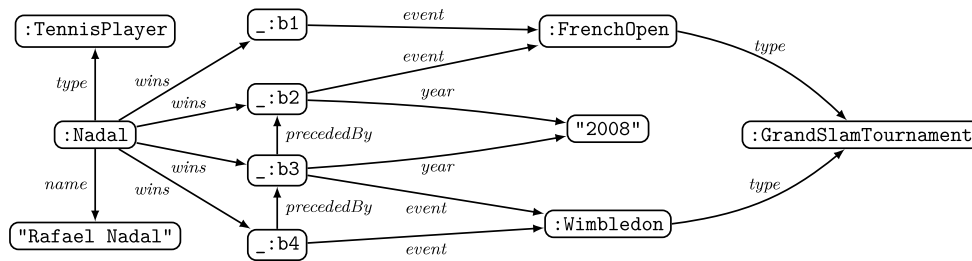 :TennisPlayer
_:b1
event
:FrenchOpen
type
wins
event
type
wins
_:b2
year
:Nadal
precededBy
"2008"
:GrandSlamTournament
wins
_:b3
year
name
wins
precededBy
event
type
"Rafael Nadal"
_:b4
event
:Wimbledon